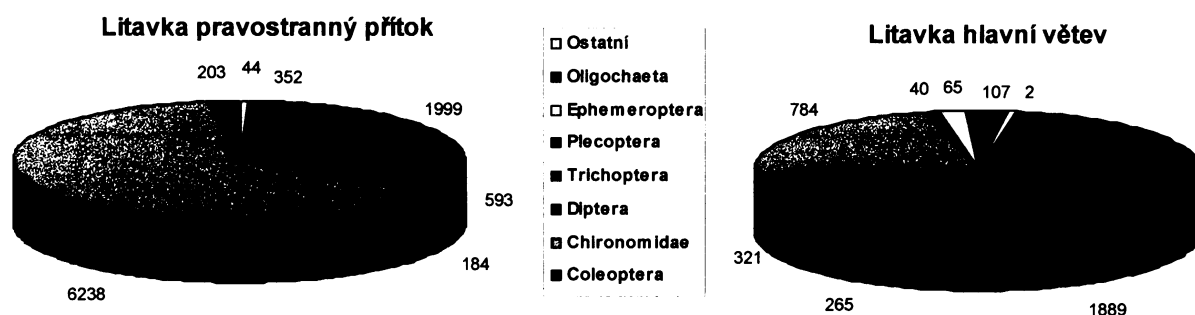 Litavka pravostranný přítok
203 44 352
1999
593
184
6238
Ostatní
Oligochaeta
Ephemeroptera
Plecoptera
Trichoptera
Diptera
Chironomidae
Coleoptera
Litavka hlavní větev
40 65 107 2
784
321
265
1889